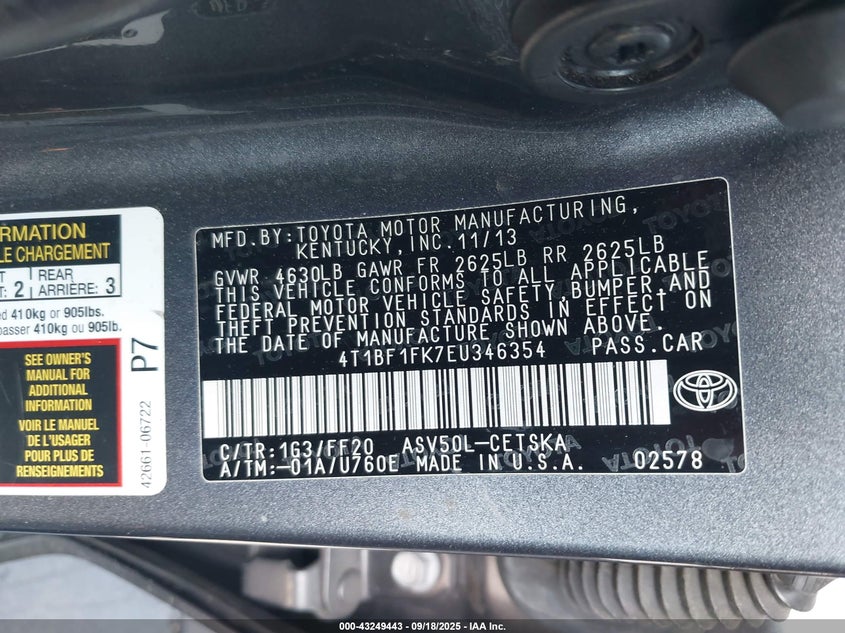 MFD.BY:TOYOTA MOTOR MANUFACTURING,
KENTUCKY,INC.11/13
GVWR 4630LB GAWR FR 2625LB RR 2625LB
THIS VEHICLE CONFORMS TO ALL APPLICABLE
FEDERAL MOTOR VEHICLE SAFETY,BUMPER,AND
THEFT PREVENTION STANDARDS IN EFFECT ON
THE DATE OF MANUFACTURE SHOWN ABOVE.
4T1BF1FK7EU346354 PASS.CAR
C/TR:1G3/FF20 ASV50L-CETSKA
A/TM:-01A/U760E MADE IN U.S.A. 02578
TOYOTA
RMATION
LE CHARGEMENT
REAR
2 ARRIÈRE: 3
410kg or 905lbs.
passer 410kg ou 905lb.
SEE OWNER'S
MANUAL FOR
ADDITIONAL
INFORMATION
VOIR LE MANUEL
DE L'USAGER
POUR PLUS DE
RENSEIGNEMENTS
P7
42661-06722
000-43249443 - 09/18/2025 - IAA Inc.